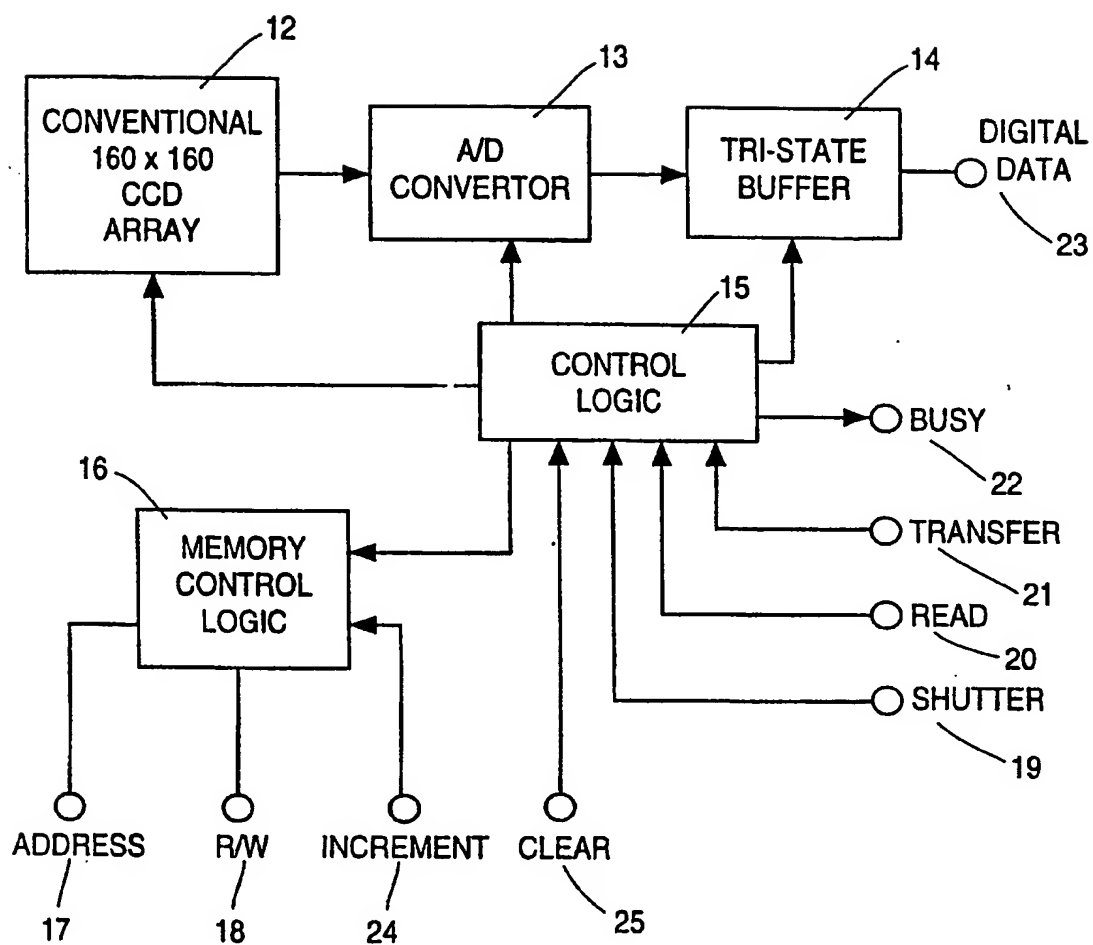 12
CONVENTIONAL
160 x 160
CCD
ARRAY
13
A/D
CONVERTOR
14
TRI-STATE
BUFFER
DIGITAL
DATA
23
15
CONTROL
LOGIC
BUSY
22
16
MEMORY
CONTROL
LOGIC
TRANSFER
21
READ
20
SHUTTER
19
ADDRESS
17
R/W
18
INCREMENT
24
CLEAR
25